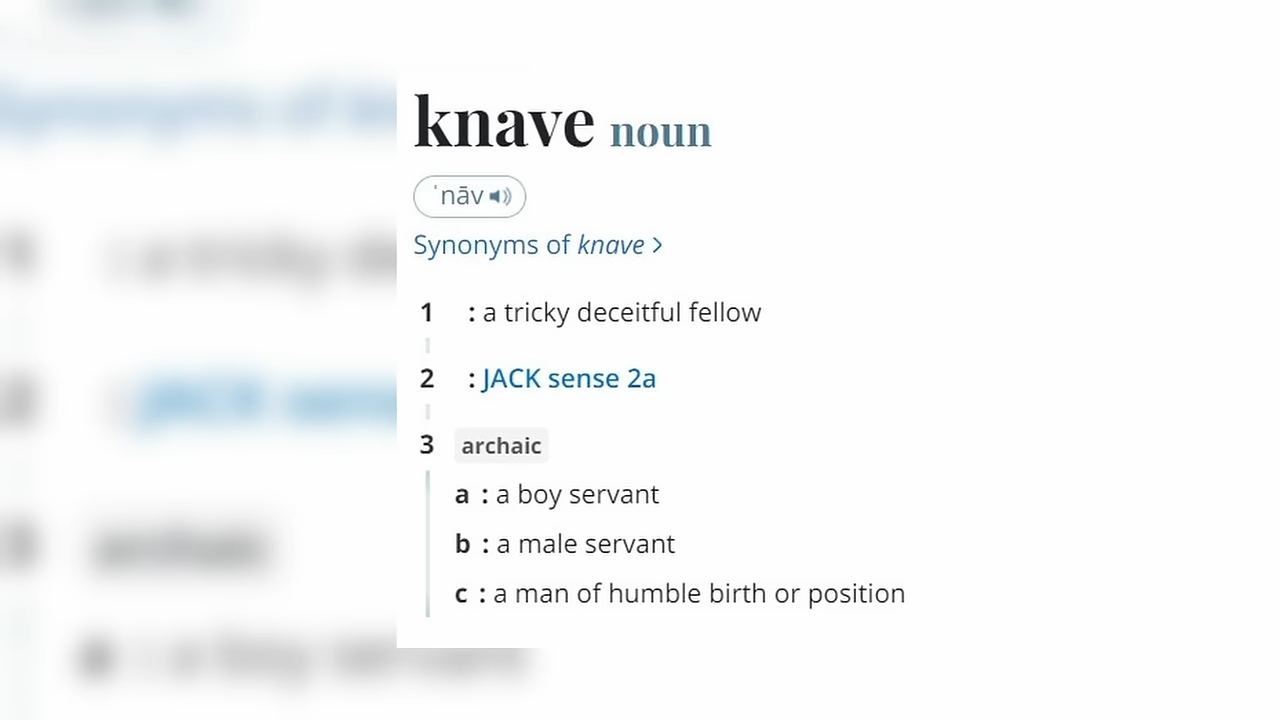 knave noun
ˈnāv
Synonyms of knave >
1 : a tricky deceitful fellow
2 : JACK sense 2a
3 archaic
a : a boy servant
b : a male servant
c : a man of humble birth or position